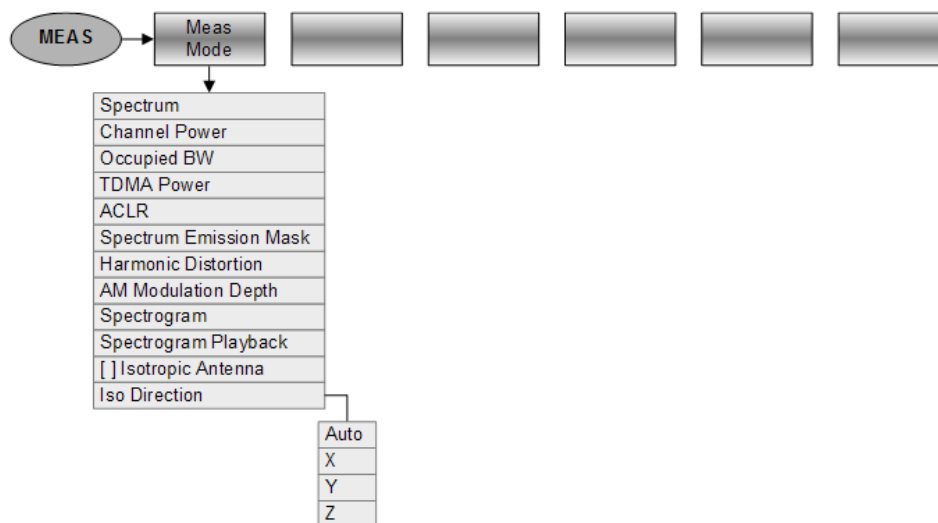 MEAS
Meas
Mode
Spectrum
Channel Power
Occupied BW
TDMA Power
ACLR
Spectrum Emission Mask
Harmonic Distortion
AM Modulation Depth
Spectrogram
Spectrogram Playback
[ ] Isotropic Antenna
Iso Direction
Auto
X
Y
Z